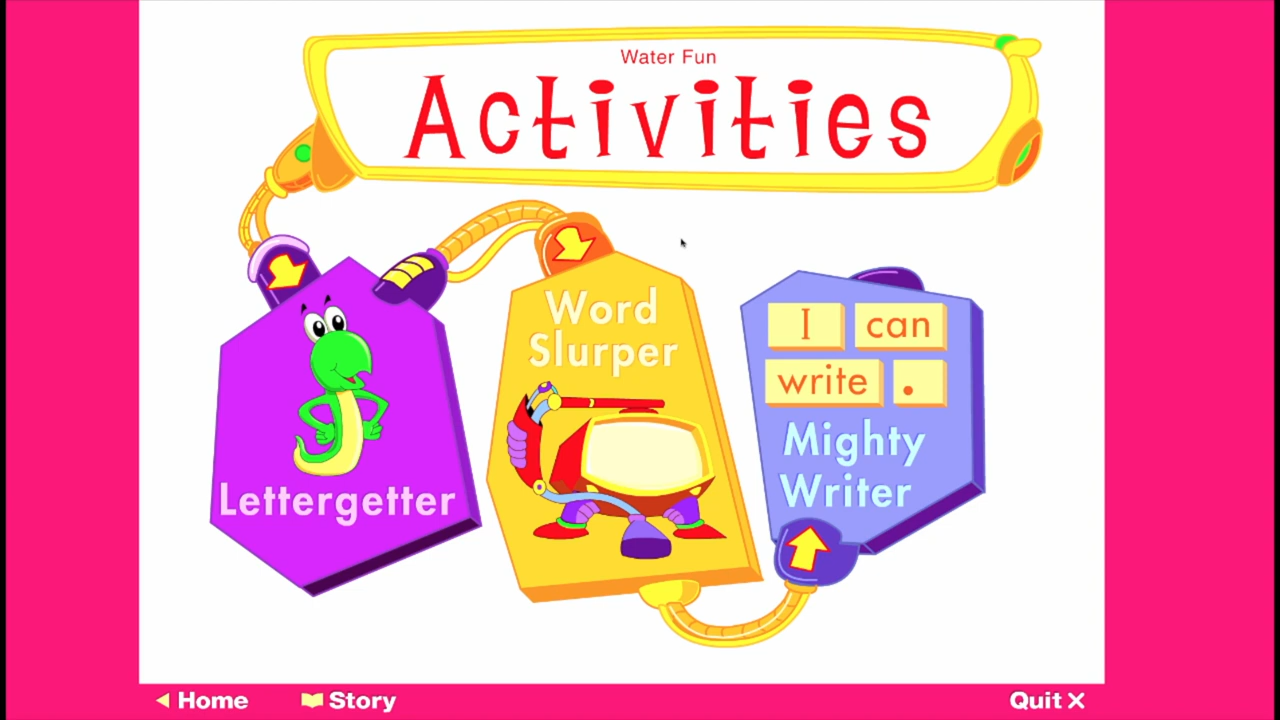 Water Fun
Activities
Lettergetter
Word
Slurper
I can
write .
Mighty
Writer
Home
Story
Quit X